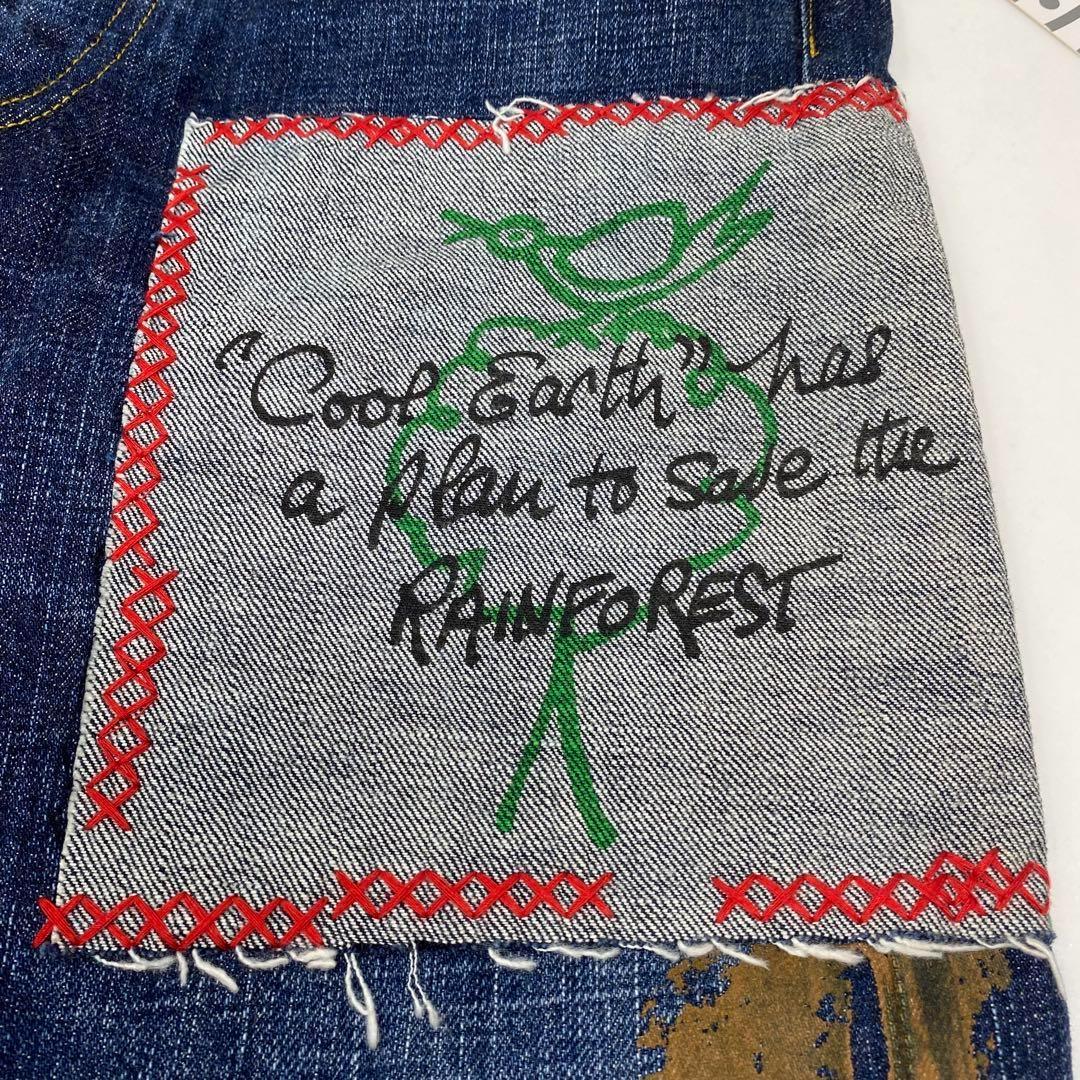 "Cool Earth" has
a plan to save the
RAINFOREST